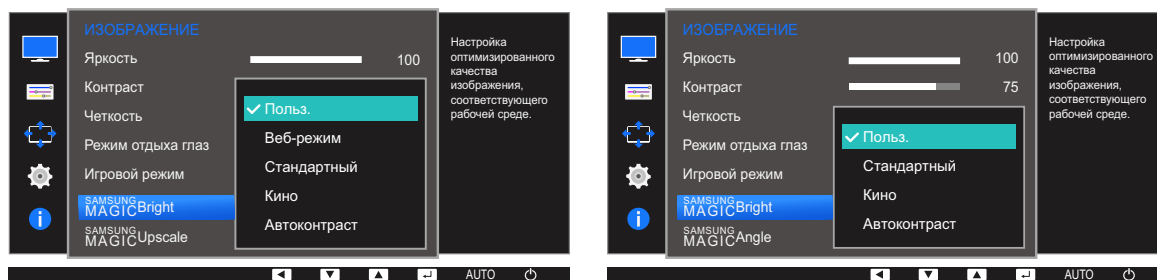 ИЗОБРАЖЕНИЕ
Яркость 100
Контраст
Четкость
Режим отдыха глаз
Игровой режим
SAMSUNG
MAGICBright
SAMSUNG
MAGICUpscale
Польз.
Веб-режим
Стандартный
Кино
Автоконтраст
Настройка
оптимизированного
качества
изображения,
соответствующего
рабочей среде.
AUTO
ИЗОБРАЖЕНИЕ
Яркость 100
Контраст 75
Четкость
Режим отдыха глаз
Игровой режим
SAMSUNG
MAGICBright
SAMSUNG
MAGICAngle
Польз.
Стандартный
Кино
Автоконтраст
Настройка
оптимизированного
качества
изображения,
соответствующего
рабочей среде.
AUTO